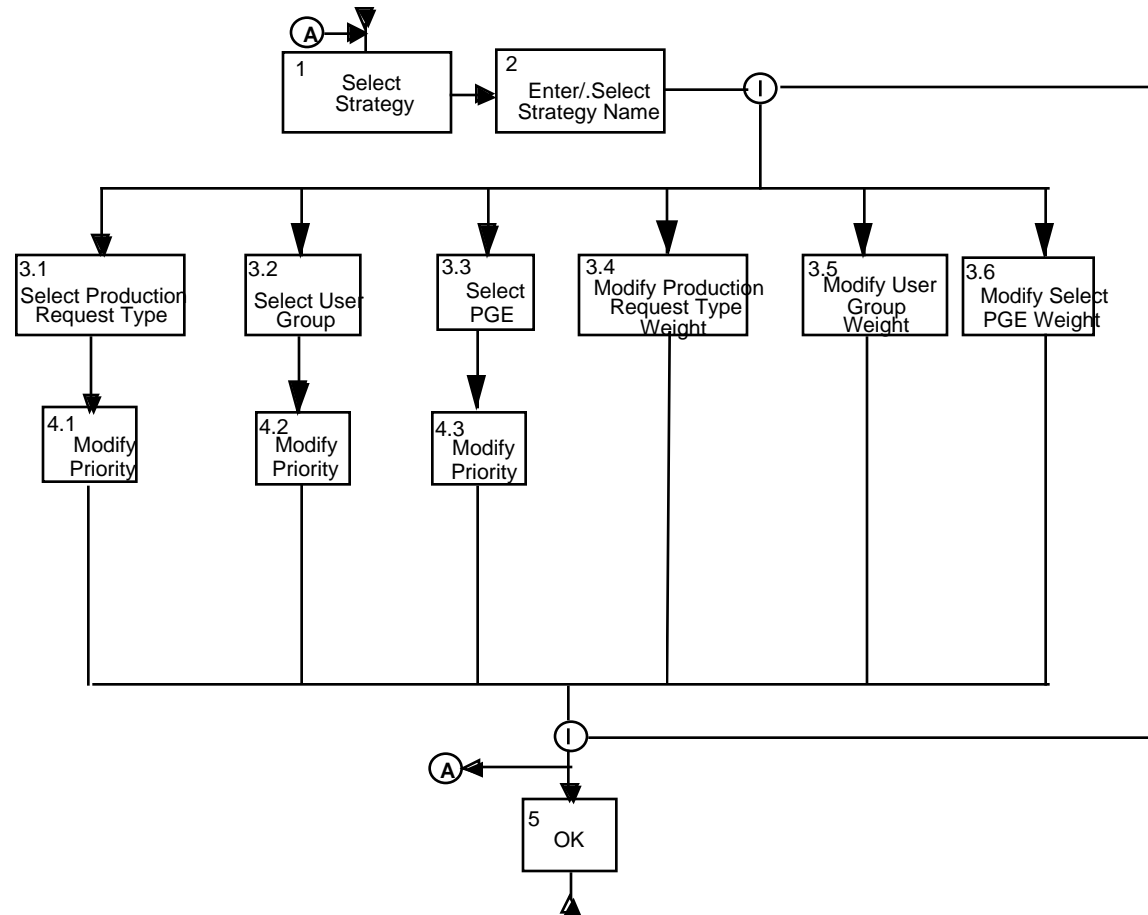 A
1
Select
Strategy
2
Enter/.Select
Strategy Name
I
3.1
Select Production
Request Type
3.2
Select User
Group
3.3
Select
PGE
3.4
Modify Production
Request Type
Weight
3.5
Modify User
Group
Weight
3.6
Modify Select
PGE Weight
4.1
Modify
Priority
4.2
Modify
Priority
4.3
Modify
Priority
I
A
5
OK